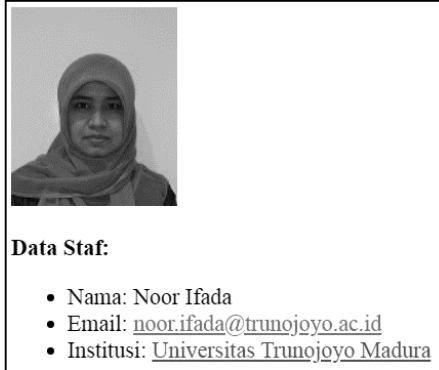 Data Staf:
Nama: Noor Ifada
Email: noor.ifada@trunojoyo.ac.id
Institusi: Universitas Trunojoyo Madura